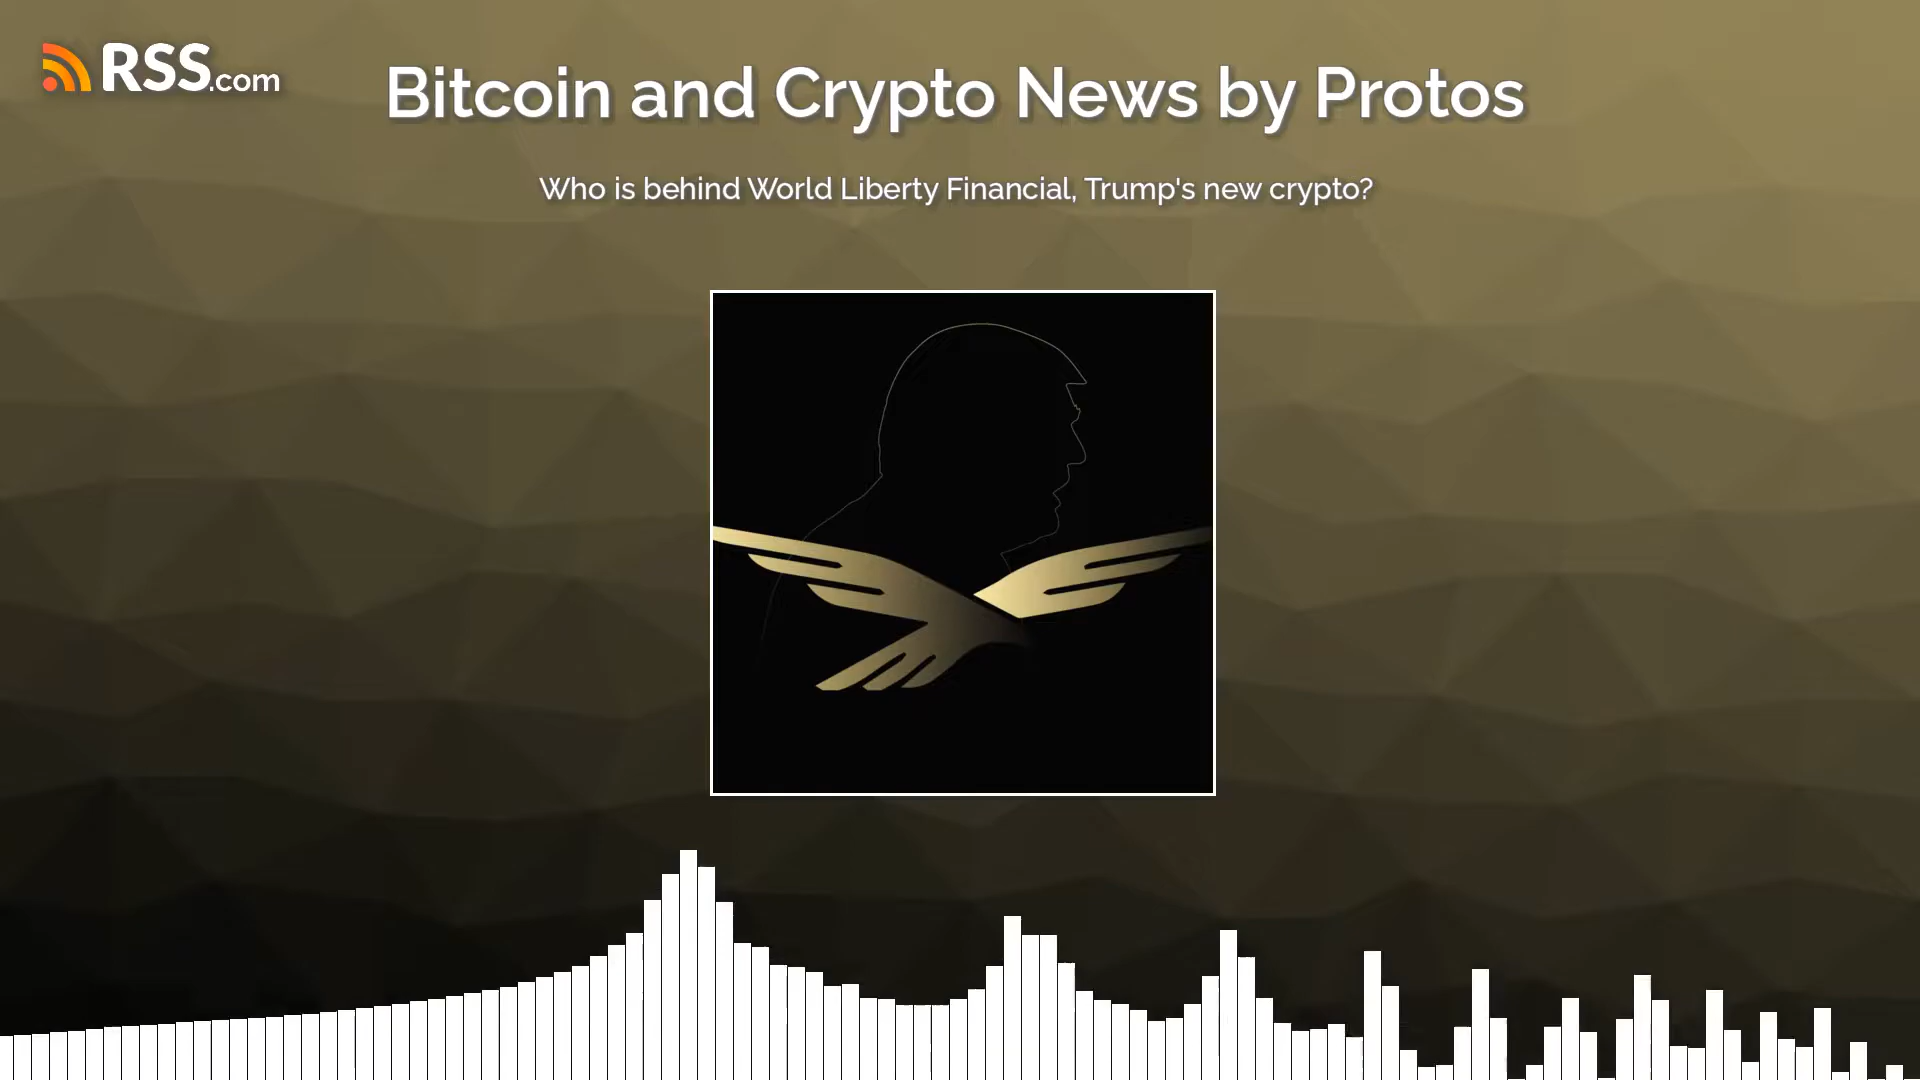 RSS.com
Bitcoin and Crypto News by Protos
Who is behind World Liberty Financial, Trump's new crypto?